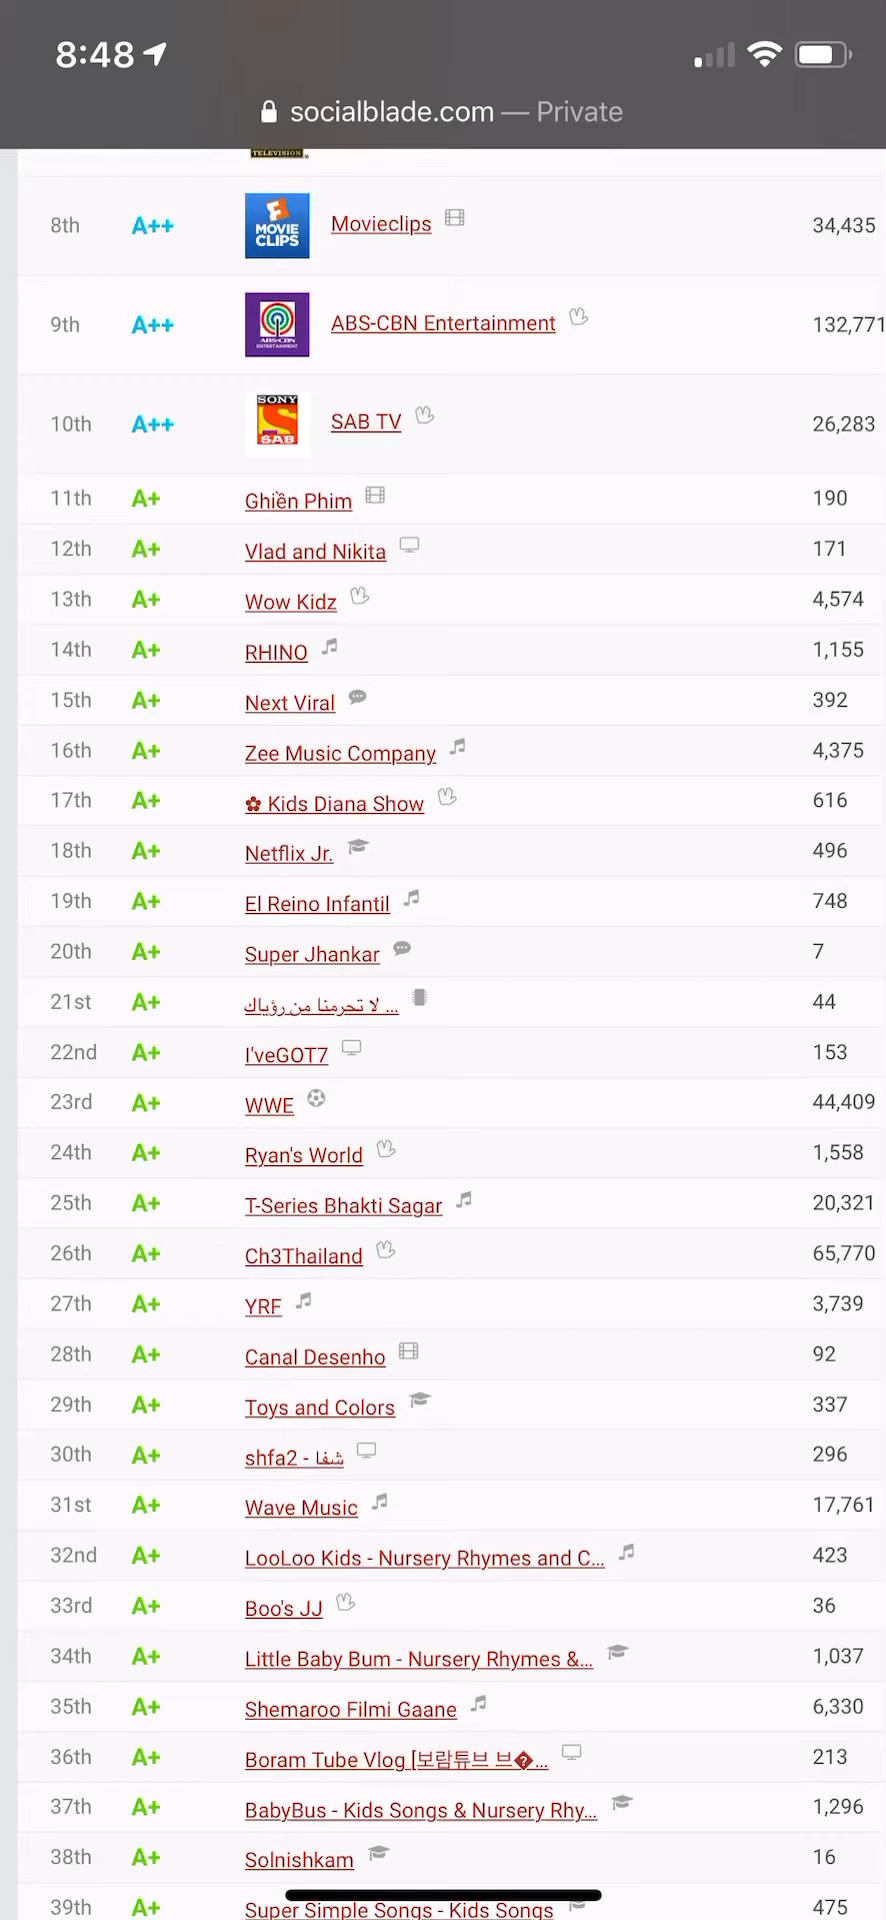 8:48
socialblade.com — Private
TELEVISION
8th A++ MOVIE CLIPS Movieclips 34,435
9th A++ ABS-CBN ENTERTAINMENT ABS-CBN Entertainment 132,771
10th A++ SONY SAB SAB TV 26,283
11th A+ Ghiền Phim 190
12th A+ Vlad and Nikita 171
13th A+ Wow Kidz 4,574
14th A+ RHINO 1,155
15th A+ Next Viral 392
16th A+ Zee Music Company 4,375
17th A+ ✿ Kids Diana Show 616
18th A+ Netflix Jr. 496
19th A+ El Reino Infantil 748
20th A+ Super Jhankar 7
21st A+ لا تحرمنا من رؤياك ... 44
22nd A+ I'veGOT7 153
23rd A+ WWE 44,409
24th A+ Ryan's World 1,558
25th A+ T-Series Bhakti Sagar 20,321
26th A+ Ch3Thailand 65,770
27th A+ YRF 3,739
28th A+ Canal Desenho 92
29th A+ Toys and Colors 337
30th A+ shfa2 - شفا 296
31st A+ Wave Music 17,761
32nd A+ LooLoo Kids - Nursery Rhymes and C... 423
33rd A+ Boo's JJ 36
34th A+ Little Baby Bum - Nursery Rhymes &... 1,037
35th A+ Shemaroo Filmi Gaane 6,330
36th A+ Boram Tube Vlog [보람튜브 브�... 213
37th A+ BabyBus - Kids Songs & Nursery Rhy... 1,296
38th A+ Solnishkam 16
39th A+ Super Simple Songs - Kids Songs 475